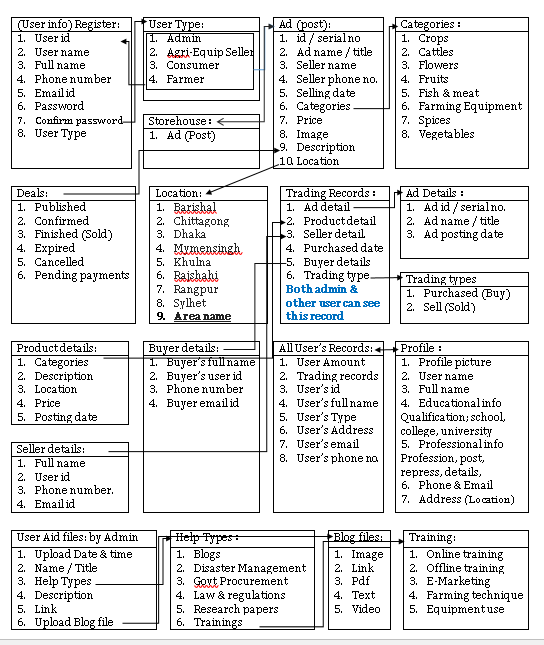 (User info) Register:
1. User id
2. User name
3. Full name
4. Phone number
5. Email id
6. Password
7. Confirm password
8. User Type
User Type:
1. Admin
2. Agri-Equip Seller
3. Consumer
4. Farmer
Storehouse :
1. Ad (Post)
Ad (post):
1. id / serial no
2. Ad name / title
3. Seller name
4. Seller phone no.
5. Selling date
6. Categories
7. Price
8. Image
9. Description
10. Location
Categories :
1. Crops
2. Cattles
3. Flowers
4. Fruits
5. Fish & meat
6. Farming Equipment
7. Spices
8. Vegetables
Deals:
1. Published
2. Confirmed
3. Finished (Sold)
4. Expired
5. Cancelled
6. Pending payments
Location:
1. Barishal
2. Chittagong
3. Dhaka
4. Mymensingh
5. Khulna
6. Rajshahi
7. Rangpur
8. Sylhet
9. Area name
Trading Records :
1. Ad detail
2. Product detail
3. Seller detail
4. Purchased date
5. Buyer details
6. Trading type
Both admin &
other user can see
this record
Ad Details :
1. Ad id / serial no.
2. Ad name / title
3. Ad posting date
Trading types
1. Purchased (Buy)
2. Sell (Sold)
Product details:
1. Categories
2. Description
3. Location
4. Price
5. Posting date
Buyer details:
1. Buyer's full name
2. Buyer's user id
3. Phone number
4. Buyer email id
All User's Records:
1. User Amount
2. Trading records
3. User's id
4. User's full name
5. User's Type
6. User's Address
7. User's email
8. User's phone no.
Profile :
1. Profile picture
2. User name
3. Full name
4. Educational info
Qualification; school,
college, university
5. Professional info
Profession, post,
repress, details,
6. Phone & Email
7. Address (Location)
Seller details:
1. Full name
2. User id
3. Phone number.
4. Email id
User Aid files: by Admin
1. Upload Date & time
2. Name / Title
3. Help Types
4. Description
5. Link
6. Upload Blog file
Help Types :
1. Blogs
2. Disaster Management
3. Govt Procurement
4. Law & regulations
5. Research papers
6. Trainings
Blog files:
1. Image
2. Link
3. Pdf
4. Text
5. Video
Training:
1. Online training
2. Offline training
3. E-Marketing
4. Farming technique
5. Equipment use